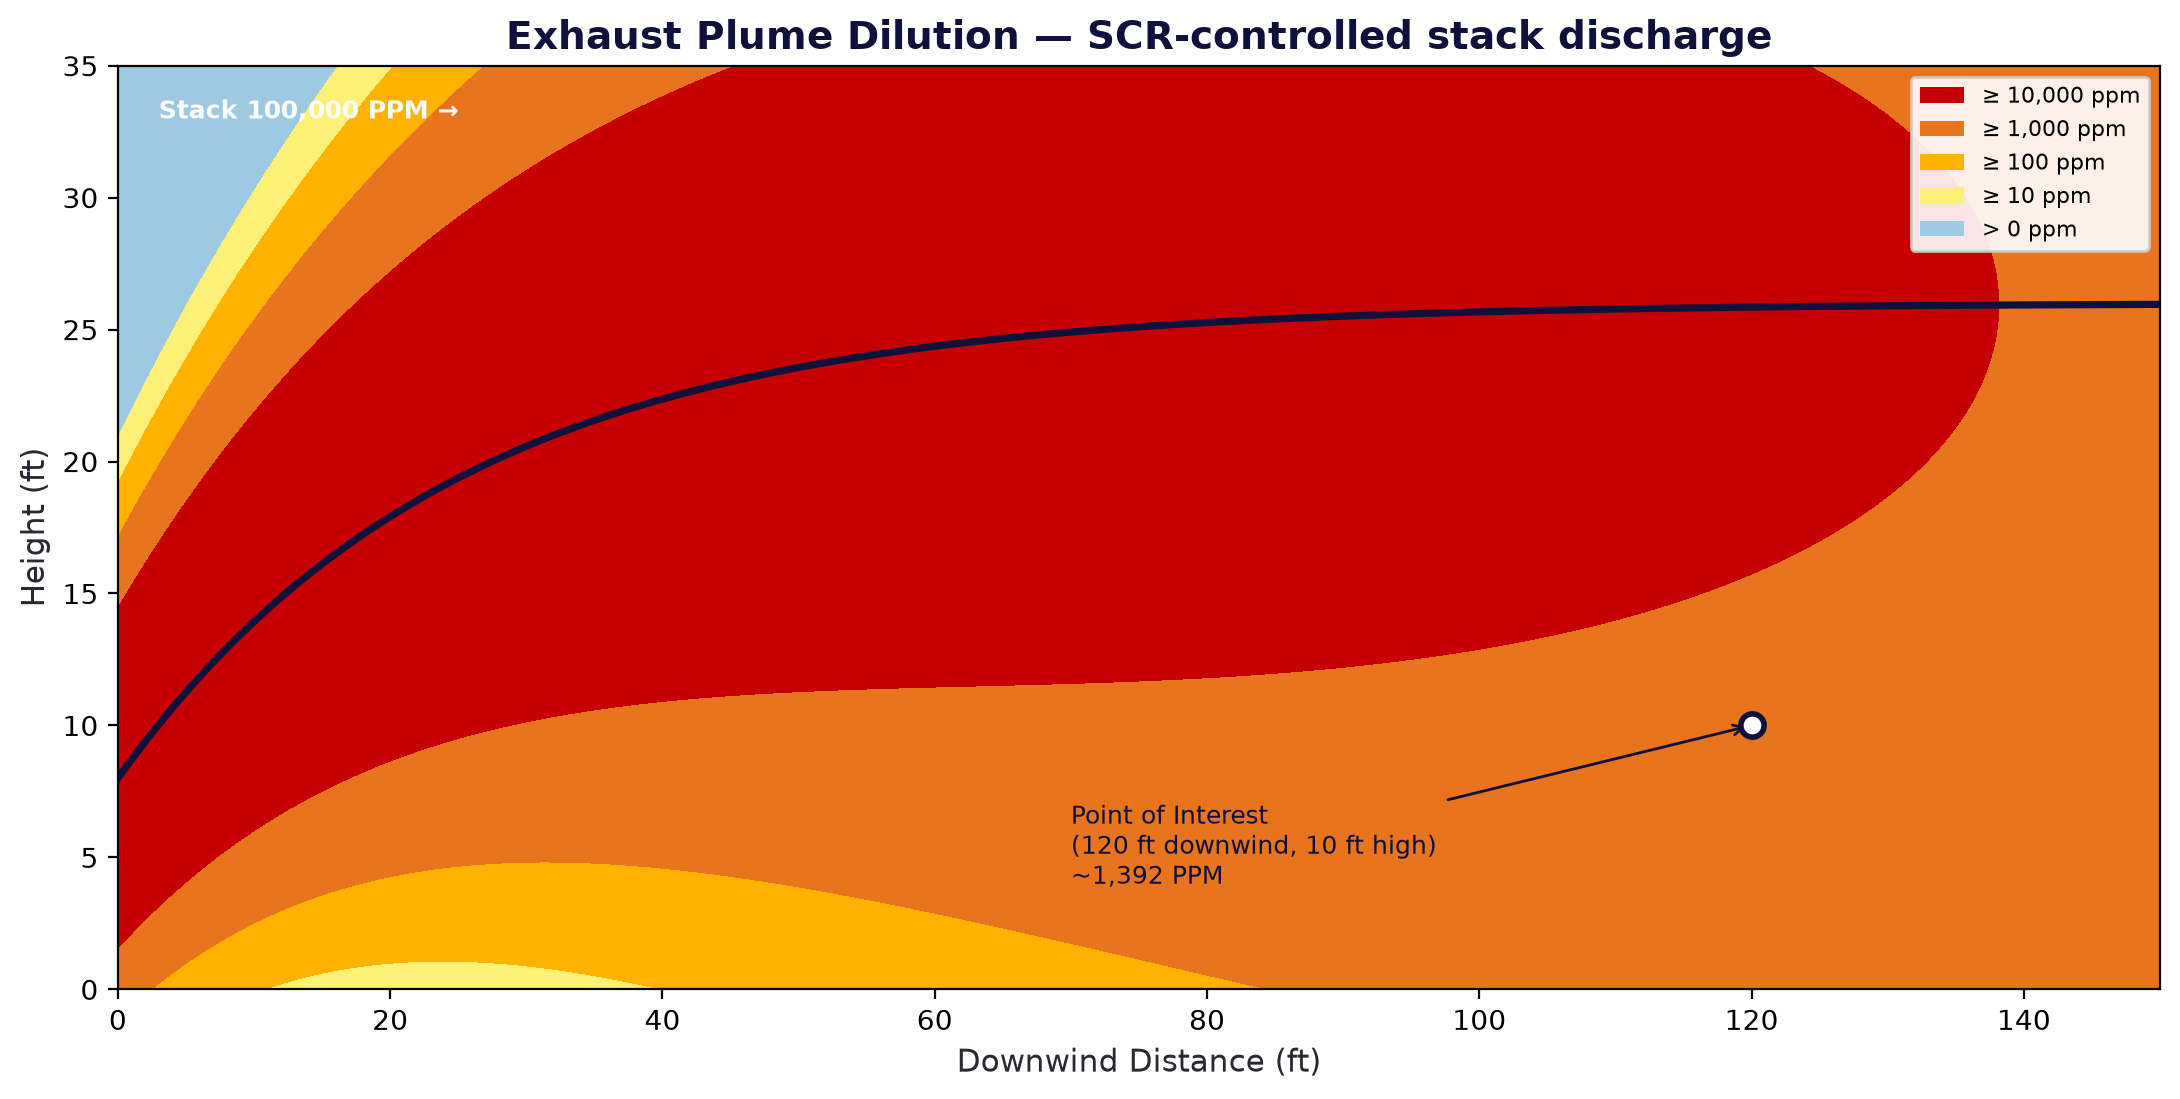 Exhaust Plume Dilution — SCR-controlled stack discharge
Stack 100,000 PPM →
≥ 10,000 ppm
≥ 1,000 ppm
≥ 100 ppm
≥ 10 ppm
> 0 ppm
Point of Interest
(120 ft downwind, 10 ft high)
~1,392 PPM
Height (ft)
35
30
25
20
15
10
5
0
0 20 40 60 80 100 120 140
Downwind Distance (ft)